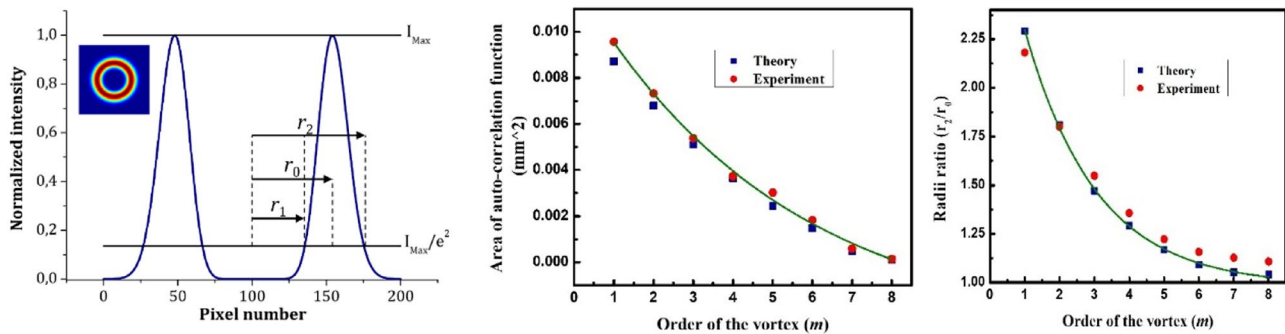 Normalized intensity
1,0
0,8
0,6
0,4
0,2
0,0
I_Max
r_2
r_0
r_1
I_Max/e^2
0
50
100
150
200
Pixel number
Area of auto-correlation function
(mm^2)
0.010
0.008
0.006
0.004
0.002
0.000
Theory
Experiment
0 1 2 3 4 5 6 7 8
Order of the vortex (m)
Radii ratio (r_2/r_0)
2.25
2.00
1.75
1.50
1.25
1.00
Theory
Experiment
0 1 2 3 4 5 6 7 8
Order of the vortex (m)